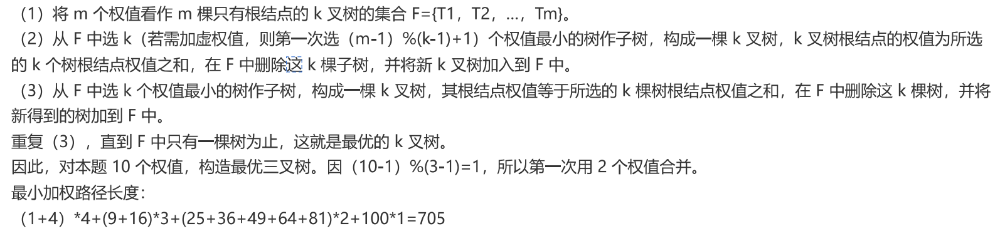 （1）将 m 个权值看作 m 棵只有根结点的 k 叉树的集合 F={T1，T2，…，Tm}。
（2）从 F 中选 k（若需加虚权值，则第一次选（m-1）%(k-1)+1）个权值最小的树作子树，构成一棵 k 叉树，k 叉树根结点的权值为所选
的 k 个树根结点权值之和，在 F 中删除这 k 棵子树，并将新 k 叉树加入到 F 中。
（3）从 F 中选 k 个权值最小的树作子树，构成一棵 k 叉树，其根结点权值等于所选的 k 棵树根结点权值之和，在 F 中删除这 k 棵树，并将
新得到的树加到 F 中。
重复（3），直到 F 中只有一棵树为止，这就是最优的 k 叉树。
因此，对本题 10 个权值，构造最优三叉树。因（10-1）%(3-1)=1，所以第一次用 2 个权值合并。
最小加权路径长度：
（1+4）*4+(9+16)*3+(25+36+49+64+81)*2+100*1=705